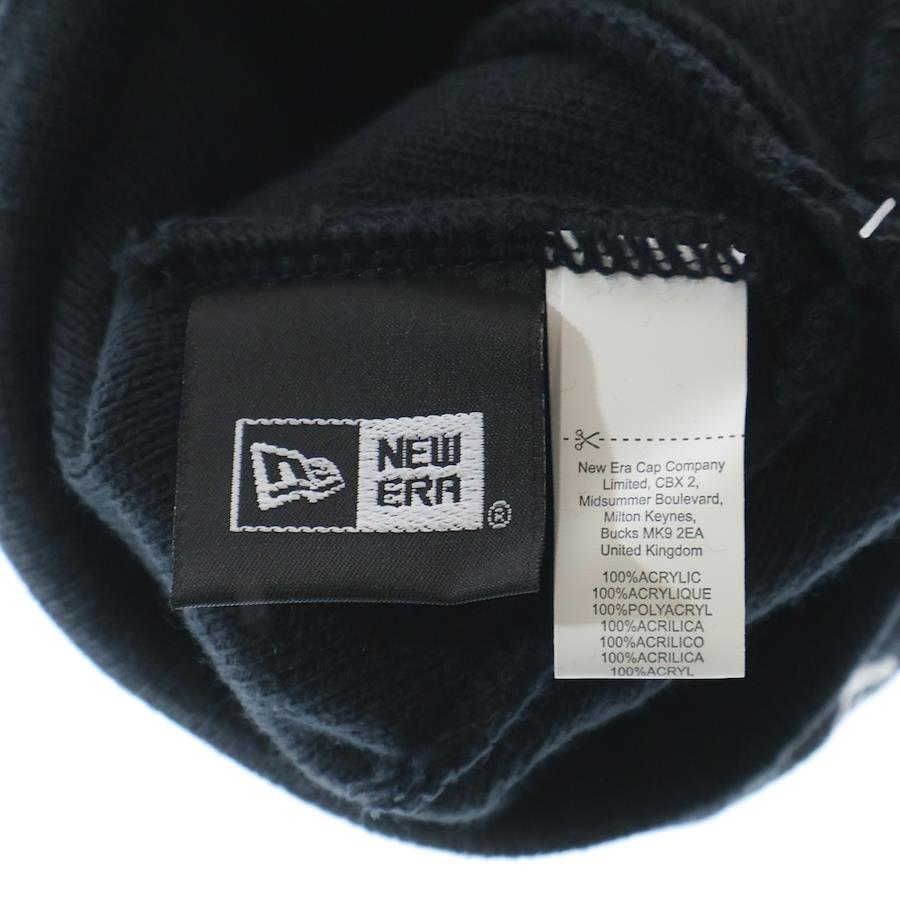 NEW
ERA
®
New Era Cap Company
Limited, CBX 2,
Midsummer Boulevard,
Milton Keynes,
Bucks MK9 2EA
United Kingdom
100%ACRYLIC
100%ACRYLIQUE
100%POLYACRYL
100%ACRILICA
100%ACRILICO
100%ACRILICA
100%ACRYL